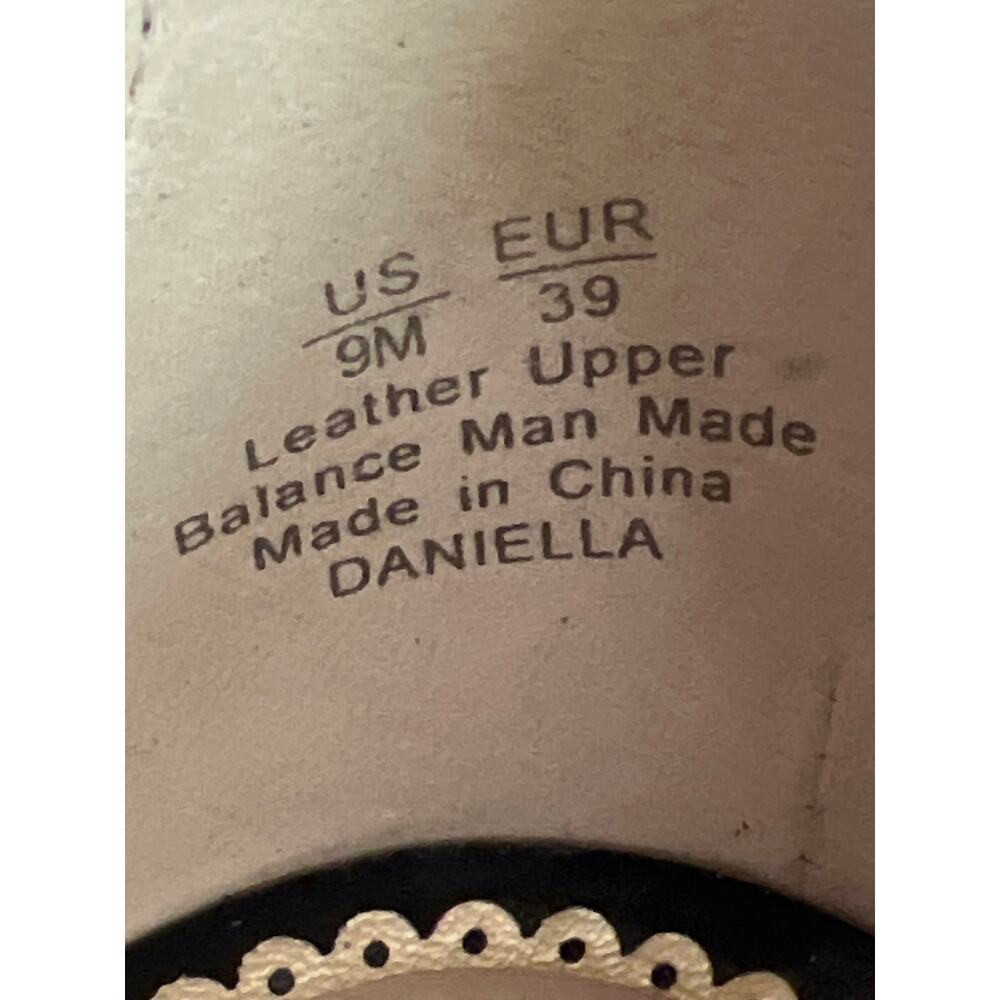 US EUR
9M 39
Leather Upper
Balance Man Made
Made in China
DANIELLA